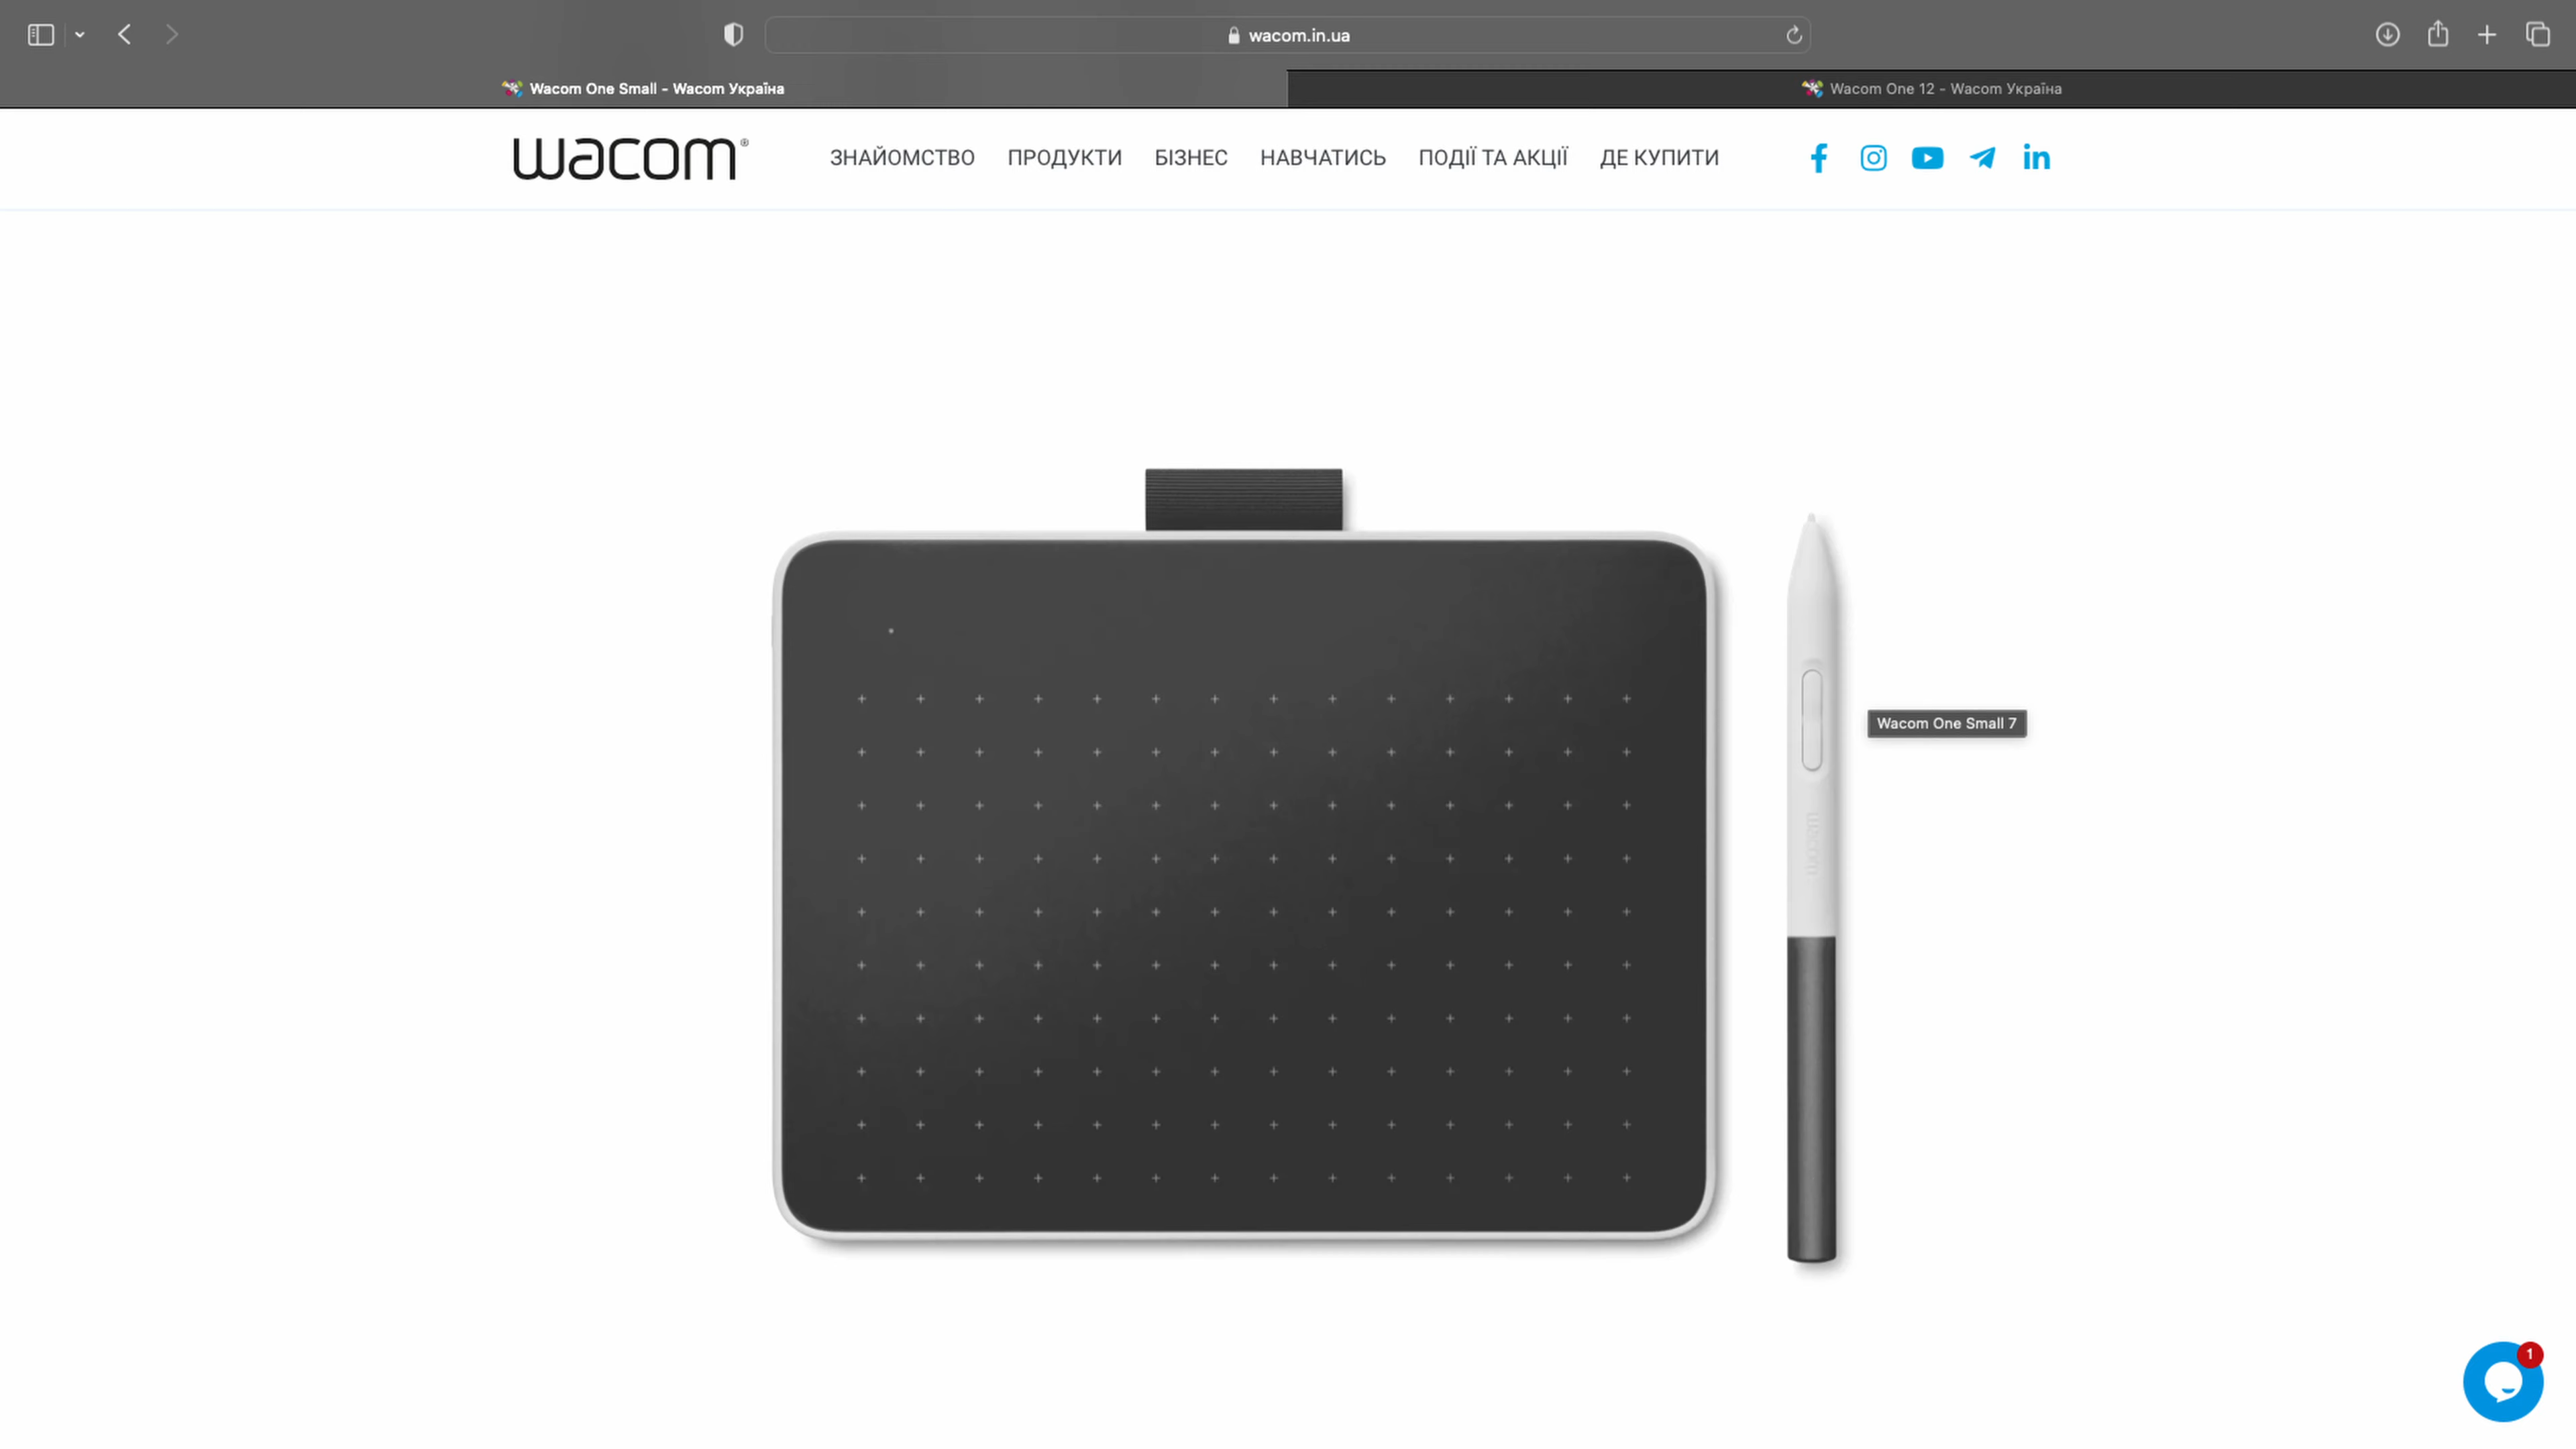 wacom.in.ua
Wacom One Small - Wacom Україна
Wacom One 12 - Wacom Україна
wacom®
ЗНАЙОМСТВО
ПРОДУКТИ
БІЗНЕС
НАВЧАТИСЬ
ПОДІЇ ТА АКЦІЇ
ДЕ КУПИТИ
Wacom One Small 7
wacom
1